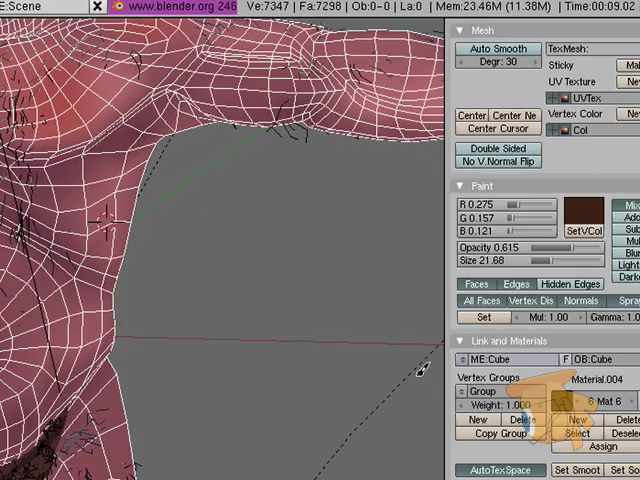 E:Scene www.blender.org 246 Ve:7347 | Fa:7298 | Ob:0-0 | La:0 | Mem:23.46M (11.38M) | Time:00:09.02
Mesh
Auto Smooth TexMesh:
Degr: 30 Sticky
UV Texture
UVTex
Center Center Ne Vertex Color
Center Cursor Col
Double Sided
No V.Normal Flip
Paint
R 0.275
G 0.157
B 0.121 SetVCol
Opacity 0.615
Size 21.68 Light
Faces Edges Hidden Edges
All Faces Vertex Dis Normals
Set Mul: 1.00 Gamma: 1.0
Link and Materials
ME:Cube F OB:Cube
Vertex Groups Material.004
Group 6 Mat 6
Weight: 1.000
New Delete New
Copy Group Select
Assign
AutoTexSpace Set Smoot